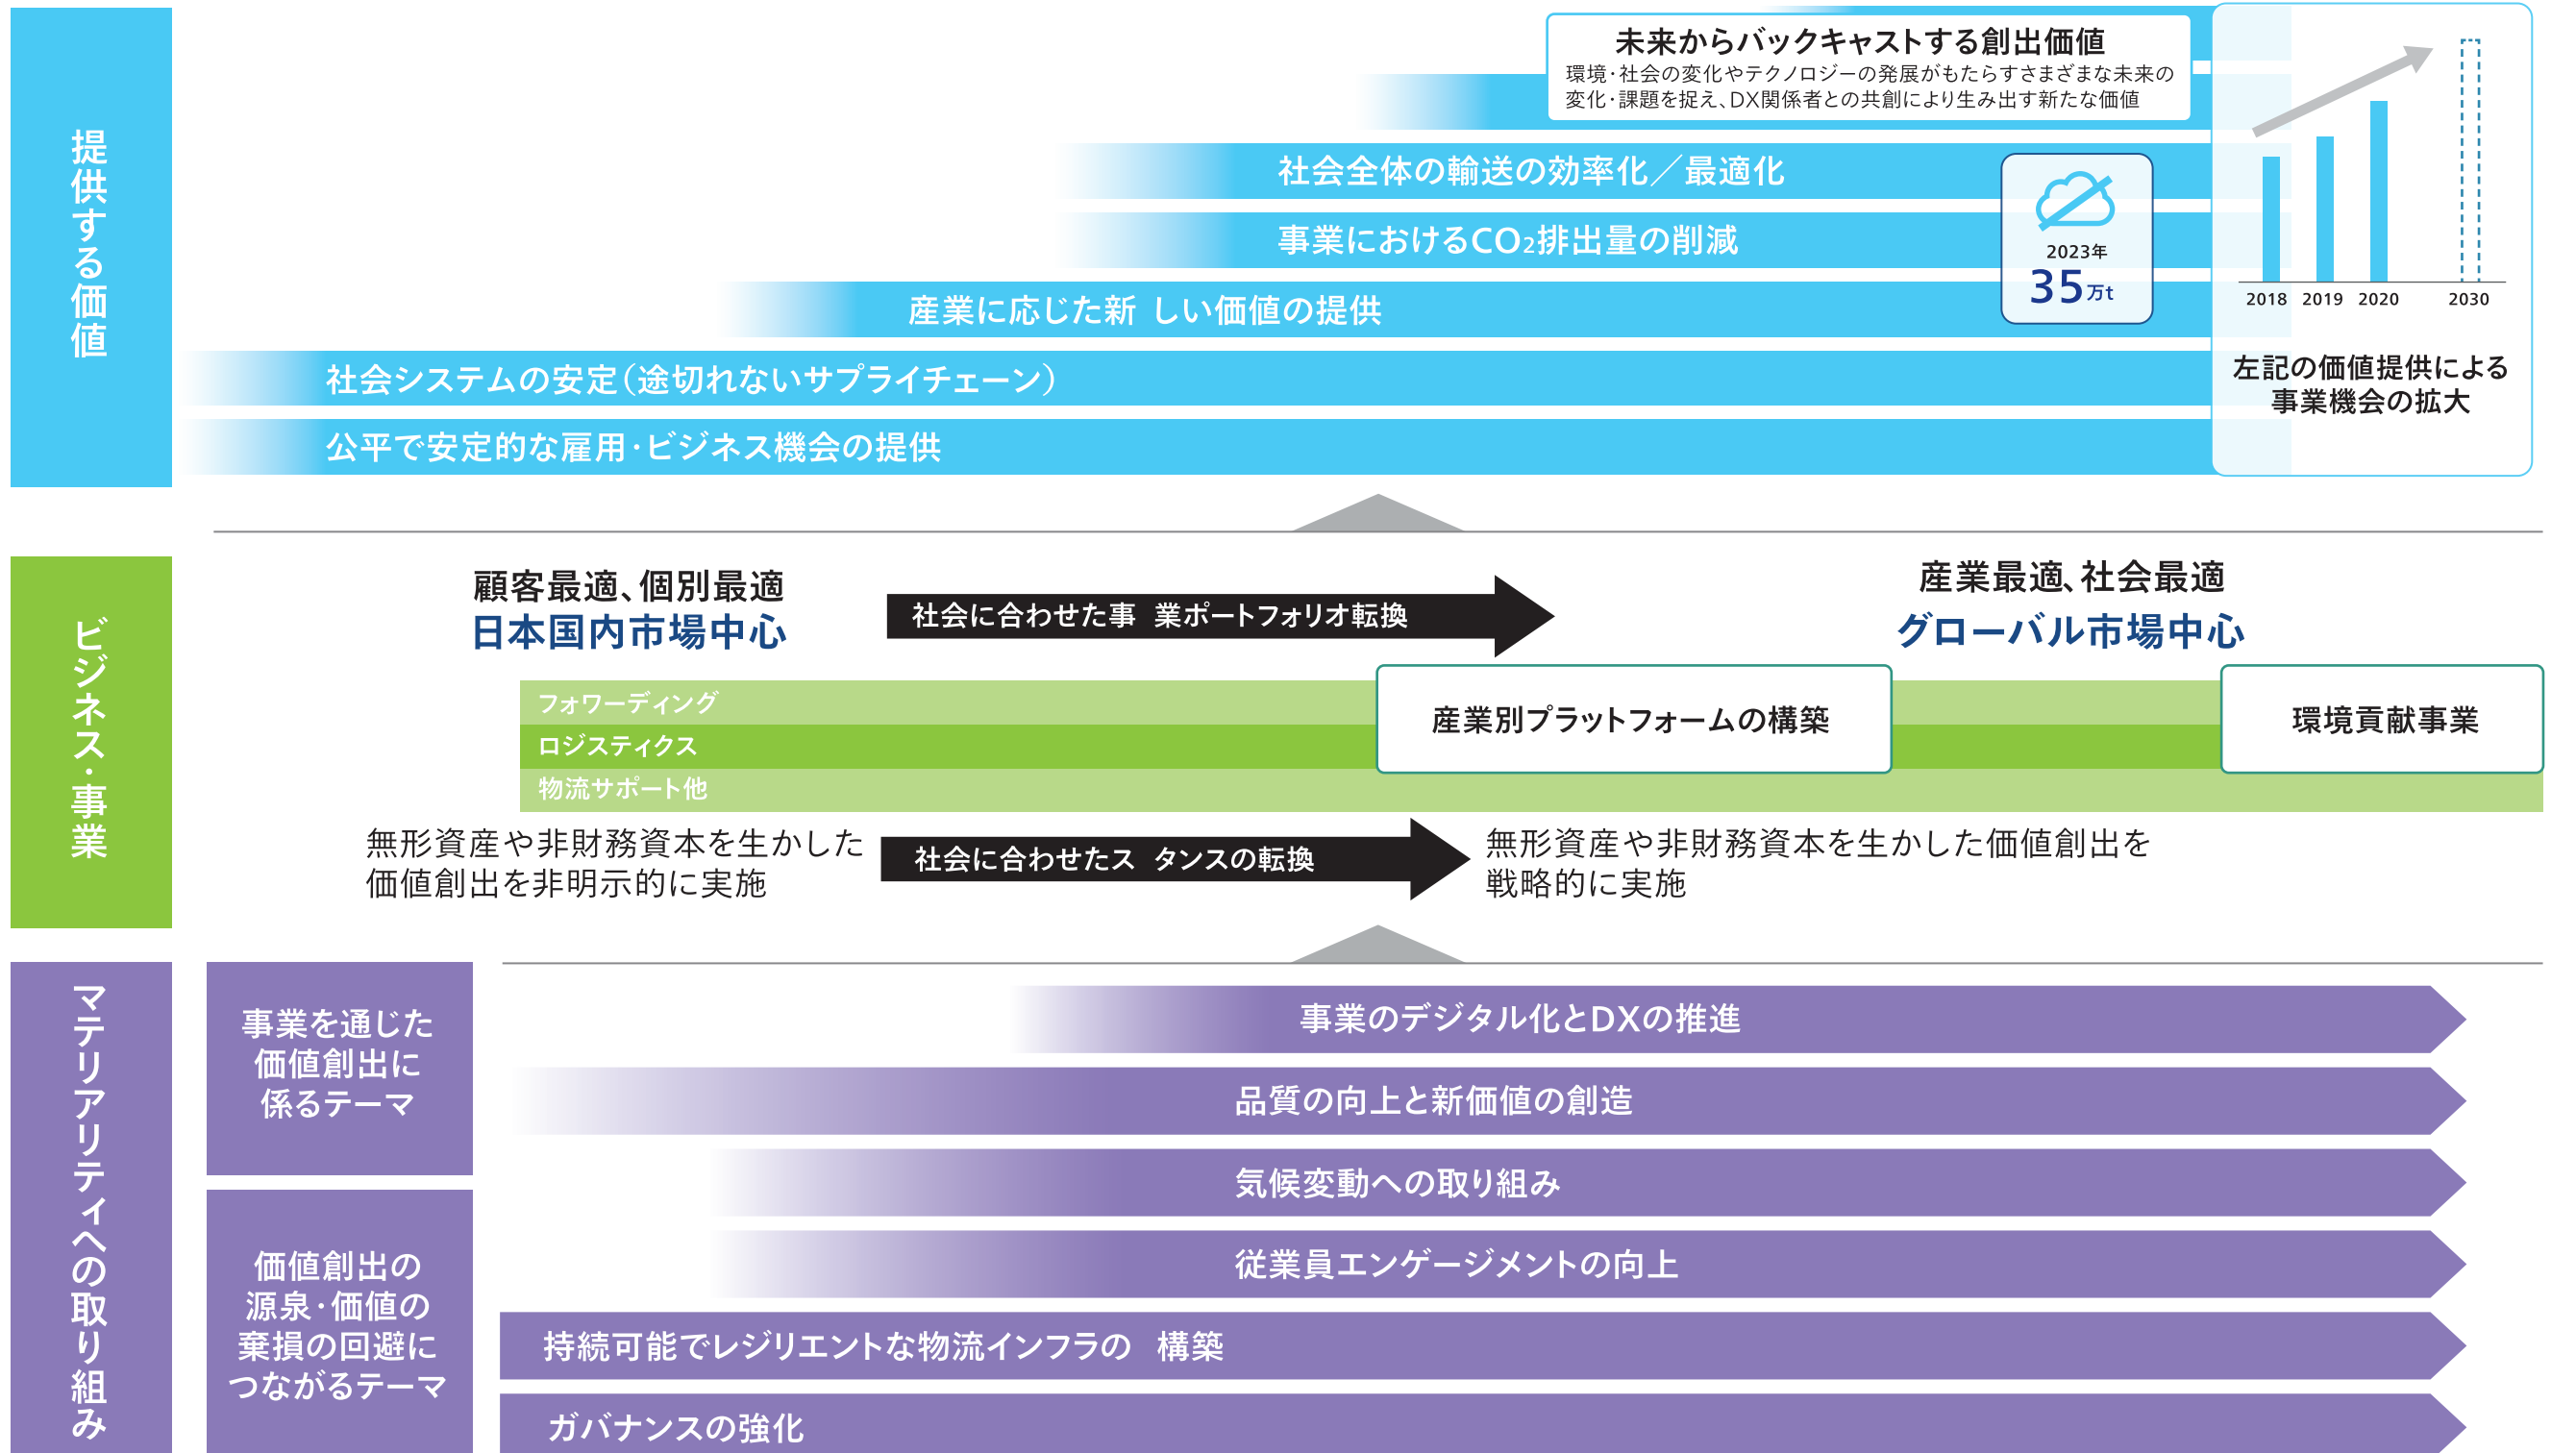 提供する価値
未来からバックキャストする創出価値
環境・社会の変化やテクノロジーの発展がもたらすさまざまな未来の
変化・課題を捉え、DX関係者との共創により生み出す新たな価値
社会全体の輸送の効率化／最適化
事業におけるCO₂排出量の削減
産業に応じた新 しい価値の提供
社会システムの安定（途切れないサプライチェーン）
公平で安定的な雇用・ビジネス機会の提供
2023年
35万t
2018 2019 2020 2030
左記の価値提供による
事業機会の拡大
ビジネス・事業
顧客最適、個別最適
日本国内市場中心
社会に合わせた事 業ポートフォリオ転換
産業最適、社会最適
グローバル市場中心
フォワーディング
ロジスティクス
物流サポート他
産業別プラットフォームの構築
環境貢献事業
無形資産や非財務資本を生かした
価値創出を非明示的に実施
社会に合わせたス タンスの転換
無形資産や非財務資本を生かした価値創出を
戦略的に実施
マテリアリティへの取り組み
事業を通じた
価値創出に
係るテーマ
価値創出の
源泉・価値の
棄損の回避に
つながるテーマ
事業のデジタル化とDXの推進
品質の向上と新価値の創造
気候変動への取り組み
従業員エンゲージメントの向上
持続可能でレジリエントな物流インフラの 構築
ガバナンスの強化